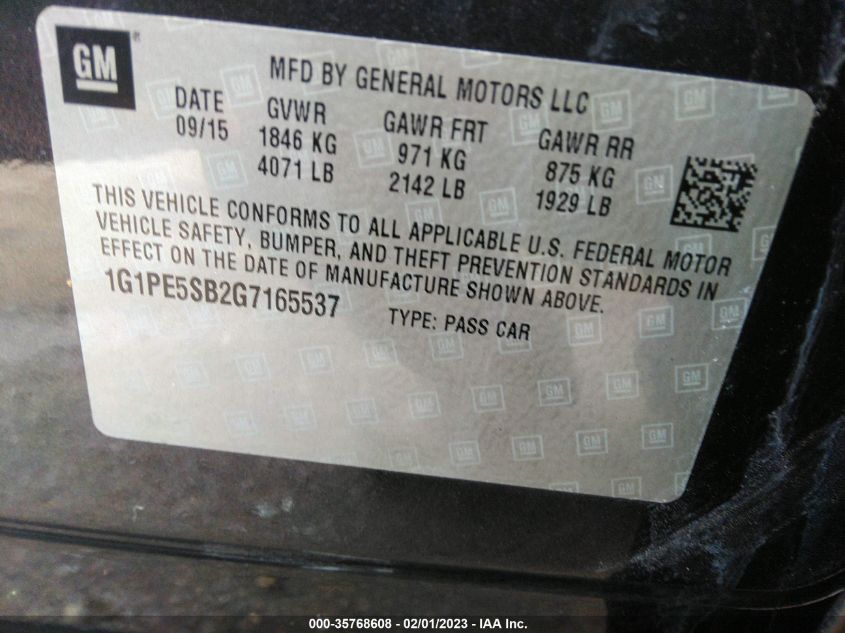 GM
MFD BY GENERAL MOTORS LLC
DATE GVWR GAWR FRT GAWR RR
09/15 1846 KG 971 KG 875 KG
4071 LB 2142 LB 1929 LB
THIS VEHICLE CONFORMS TO ALL APPLICABLE U.S. FEDERAL MOTOR
VEHICLE SAFETY, BUMPER, AND THEFT PREVENTION STANDARDS IN
EFFECT ON THE DATE OF MANUFACTURE SHOWN ABOVE.
1G1PE5SB2G7165537 TYPE: PASS CAR
000-35768608 - 02/01/2023 - IAA Inc.